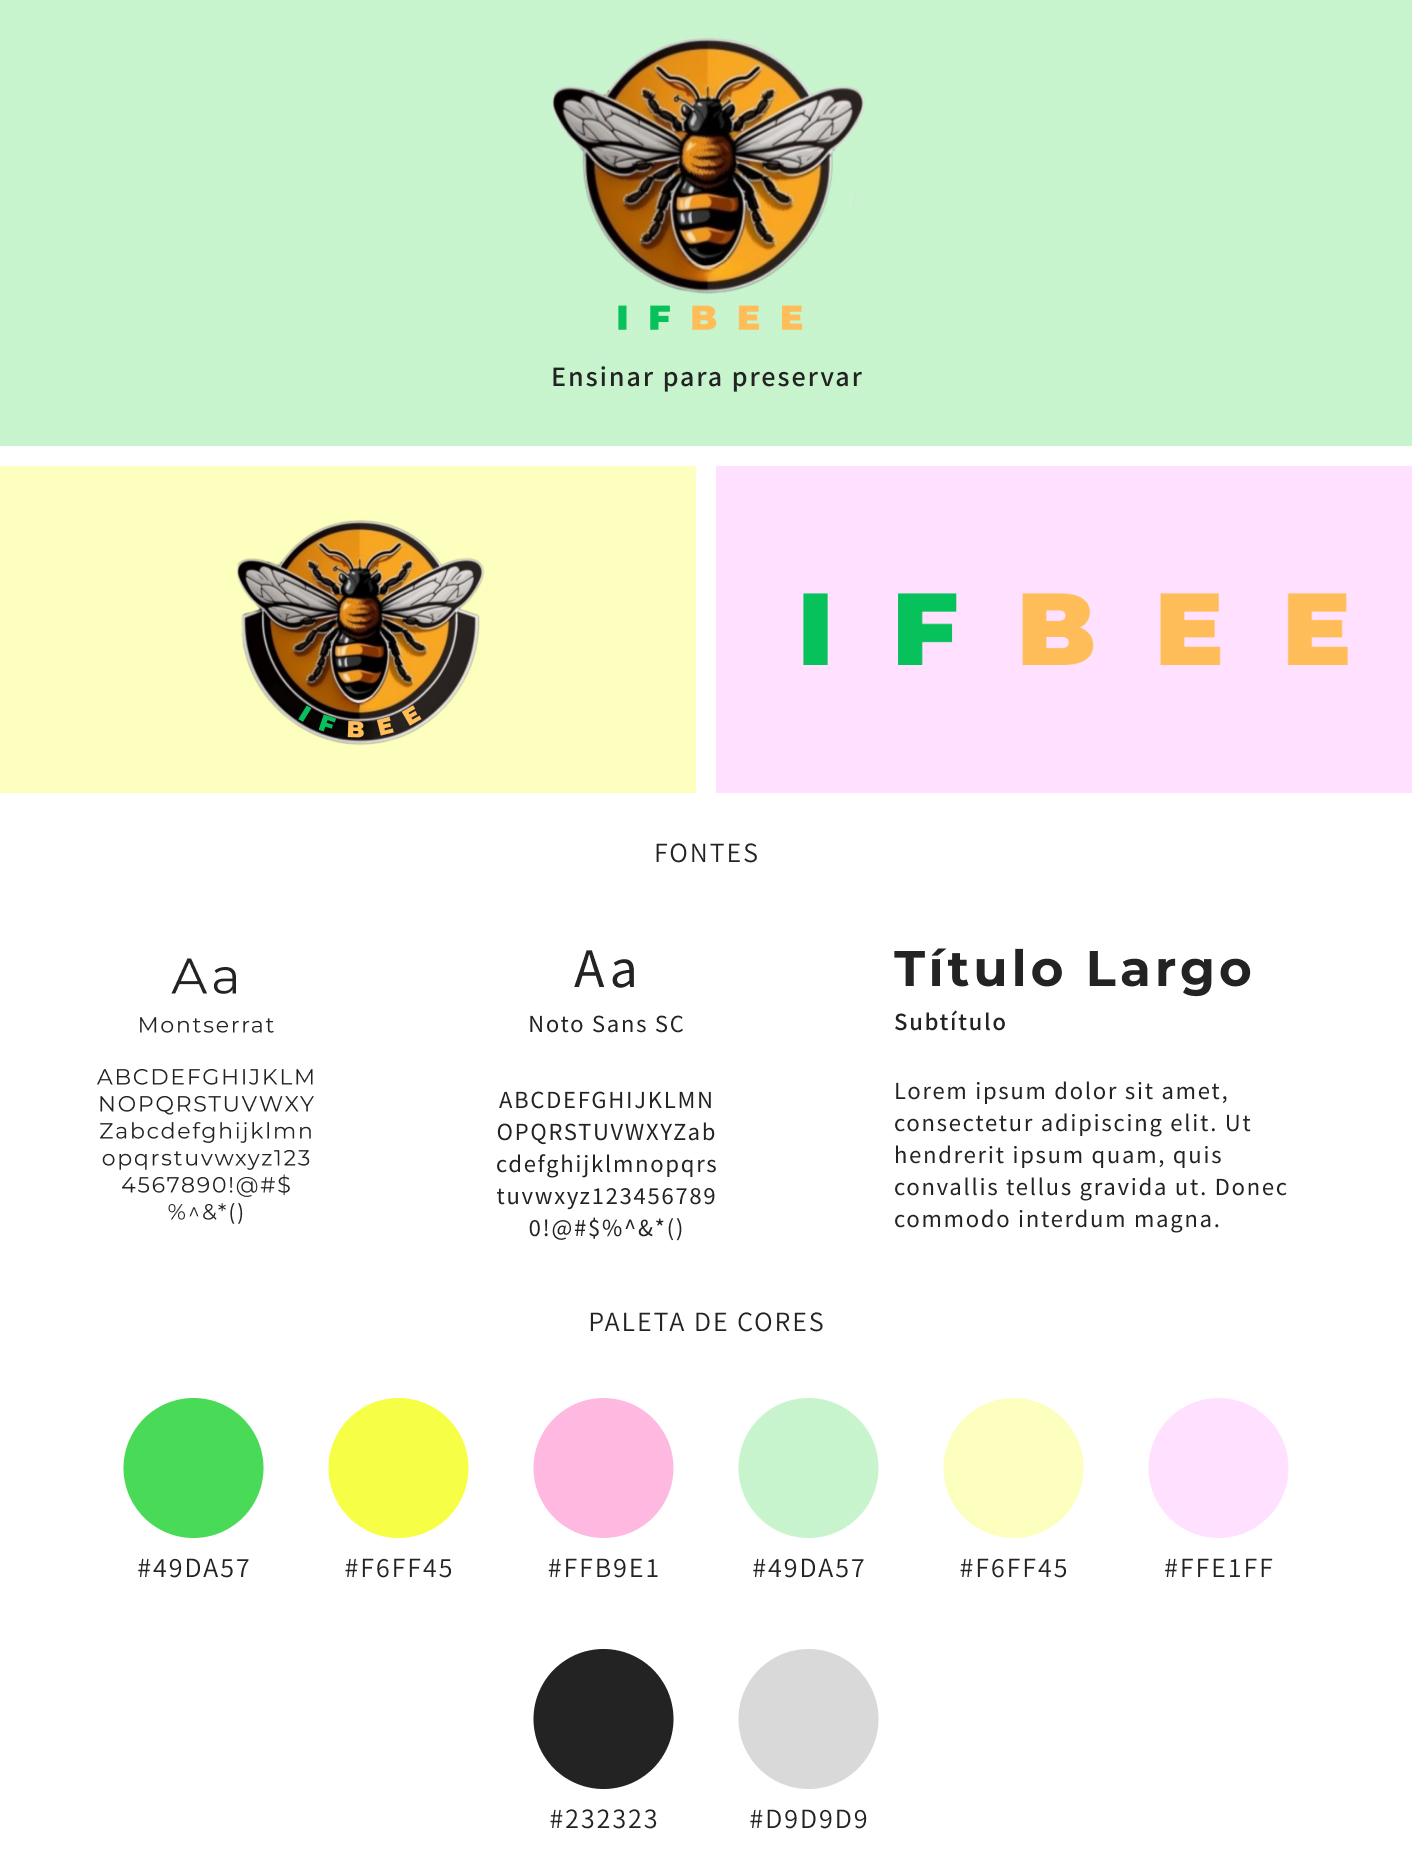 IFBEE
Ensinar para preservar
IFBEE
IFBEE
FONTES
Aa
Montserrat
ABCDEFGHIJKLM
NOPQRSTUVWXY
Zabcdefghijklmn
opqrstuvwxyz123
4567890!@#$
%^&*()
Aa
Noto Sans SC
ABCDEFGHIJKLMN
OPQRSTUVWXYZab
cdefghijklmnopqrs
tuvwxyz123456789
0!@#$%^&*()
Título Largo
Subtítulo
Lorem ipsum dolor sit amet,
consectetur adipiscing elit. Ut
hendrerit ipsum quam, quis
convallis tellus gravida ut. Donec
commodo interdum magna.
PALETA DE CORES
#49DA57
#F6FF45
#FFB9E1
#49DA57
#F6FF45
#FFE1FF
#232323
#D9D9D9